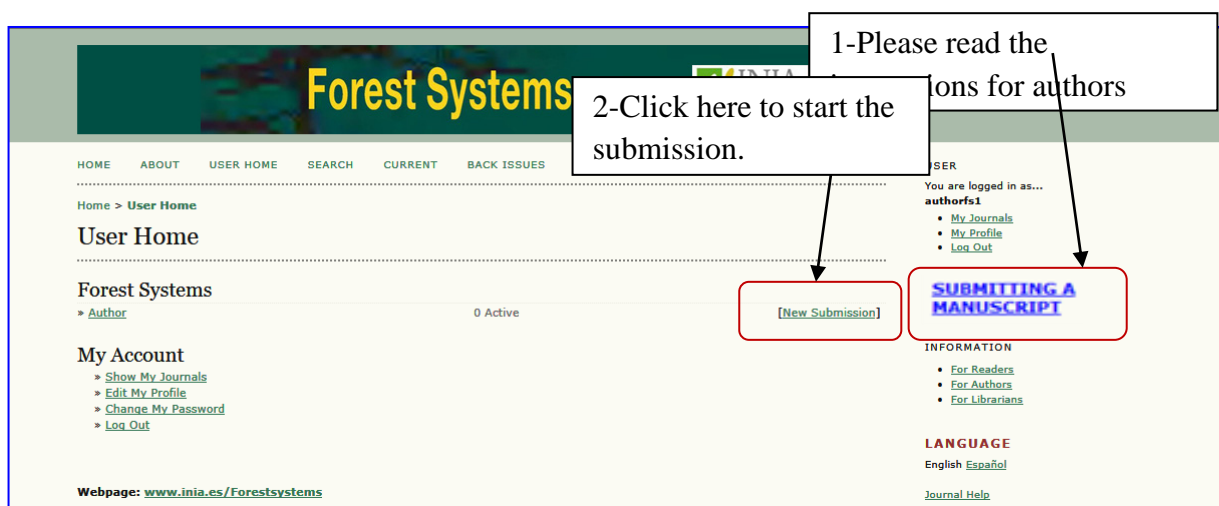 1-Please read the
ions for authors
Forest Systems
INIA
2-Click here to start the
submission.
HOME ABOUT USER HOME SEARCH CURRENT BACK ISSUES
Home > User Home
User Home
Forest Systems
» Author 0 Active [New Submission]
My Account
» Show My Journals
» Edit My Profile
» Change My Password
» Log Out
Webpage: www.inia.es/Forestsystems
USER
You are logged in as...
authorfs1
• My Journals
• My Profile
• Log Out
SUBMITTING A
MANUSCRIPT
INFORMATION
• For Readers
• For Authors
• For Librarians
LANGUAGE
English Español
Journal Help